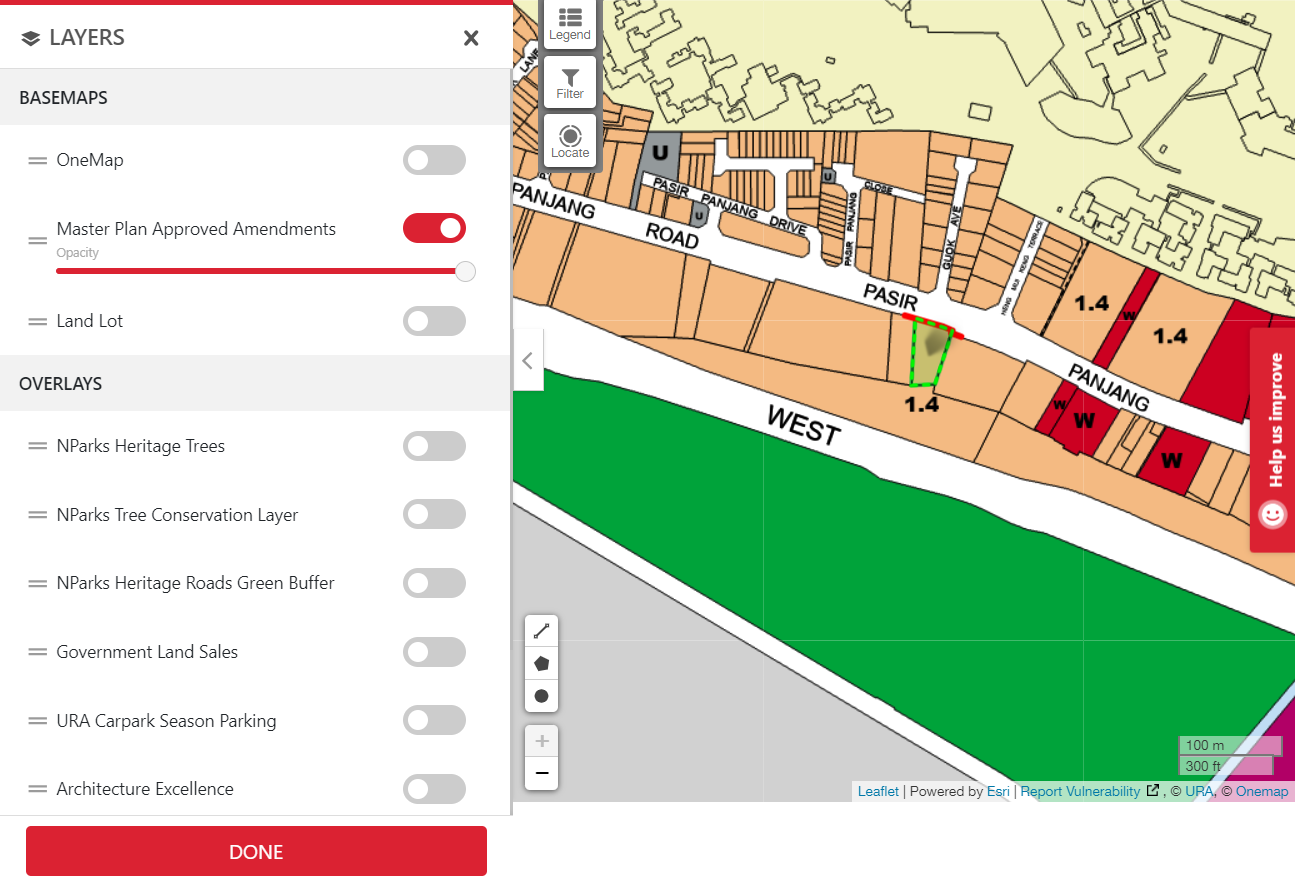 LAYERS
BASEMAPS
OneMap
Master Plan Approved Amendments
Opacity
Land Lot
OVERLAYS
NParks Heritage Trees
NParks Tree Conservation Layer
NParks Heritage Roads Green Buffer
Government Land Sales
URA Carpark Season Parking
Architecture Excellence
DONE
Legend
Filter
Locate
LANE
U
U
U
PASIR PANJANG DRIVE
PASIR PANJANG
CLOSE
GUOK AVE
HENG MUI KENG TERRACE
PANJANG
ROAD
PASIR
PANJANG
1.4
W
1.4
1.4
W
W
W
WEST
Help us improve
100 m
300 ft
Leaflet | Powered by Esri | Report Vulnerability , © URA, © Onemap